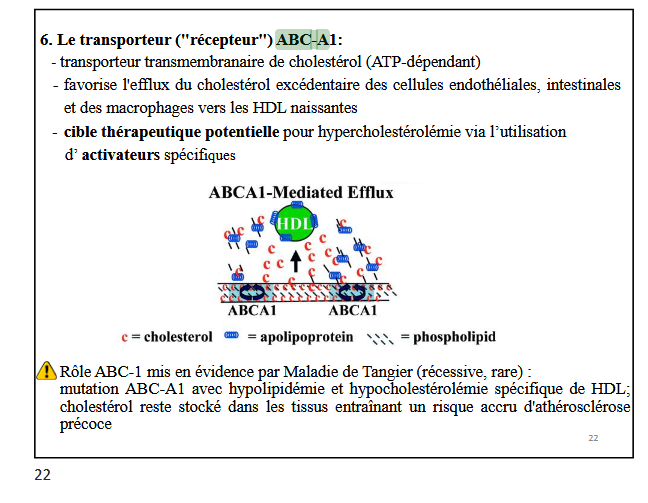 6. Le transporteur ("récepteur") ABC-A1:
- transporteur transmembranaire de cholestérol (ATP-dépendant)
- favorise l'efflux du cholestérol excédentaire des cellules endothéliales, intestinales
et des macrophages vers les HDL naissantes
- cible thérapeutique potentielle pour hypercholestérolémie via l’utilisation
d’ activateurs spécifiques
ABCA1-Mediated Efflux
HDL
ABCA1 ABCA1
c = cholesterol = apolipoprotein = phospholipid
Rôle ABC-1 mis en évidence par Maladie de Tangier (récessive, rare) :
mutation ABC-A1 avec hypolipidémie et hypocholestérolémie spécifique de HDL;
cholestérol reste stocké dans les tissus entraînant un risque accru d'athérosclérose
précoce
22
22